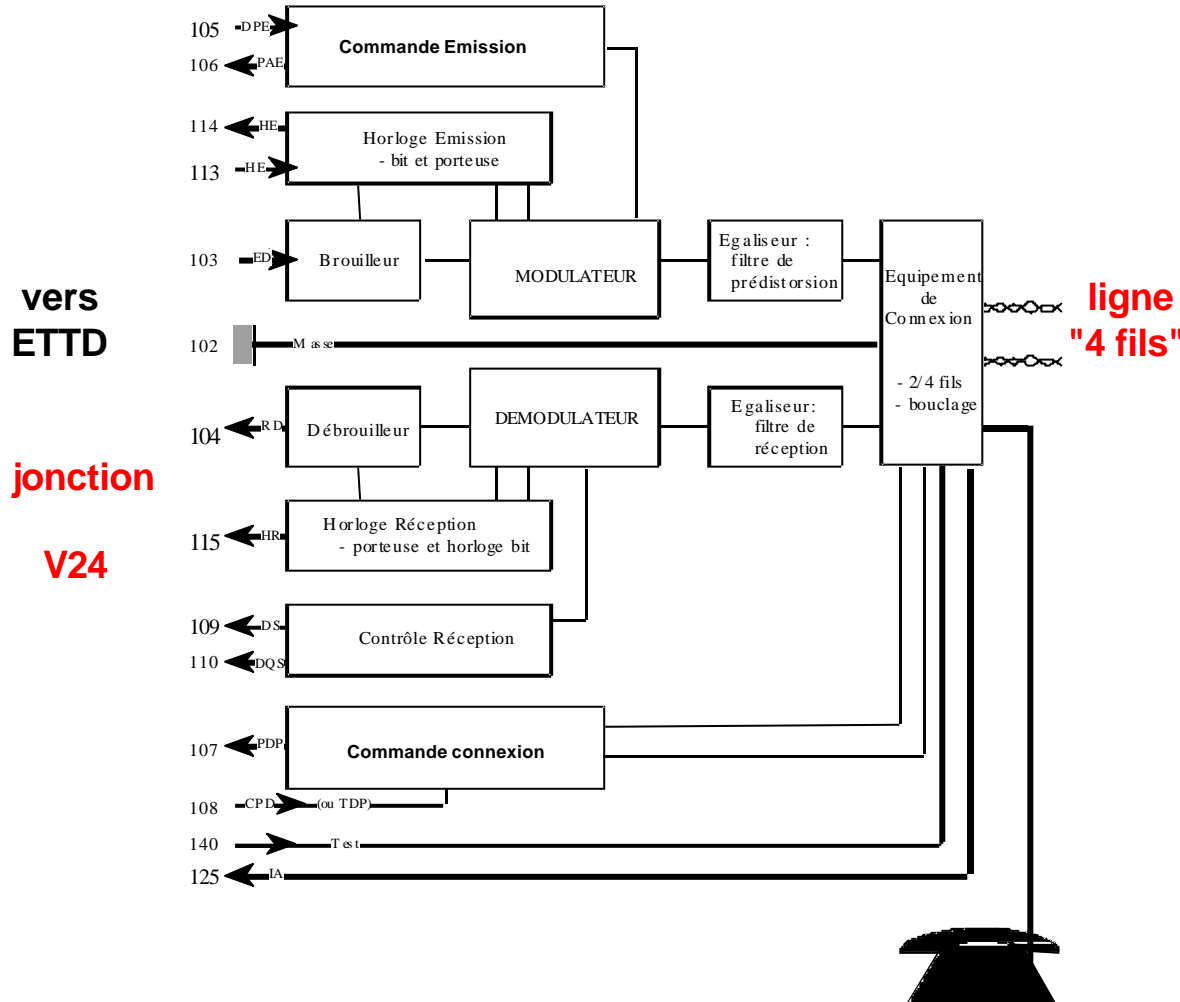 105 DPE
Commande Emission
106 PAE
114 HE
Horloge Emission
- bit et porteuse
113 HE
103 ED
Brouilleur
MODULATEUR
Egaliseur :
filtre de
prédistorsion
Equipement
de
Connexion
- 2/4 fils
- bouclage
vers
ETTD
ligne
"4 fils"
102 Masse
104 RD
Débrouilleur
DEMODULATEUR
Egaliseur:
filtre de
réception
jonction
V24
115 HR
Horloge Réception
- porteuse et horloge bit
109 DS
Contrôle Réception
110 DQS
107 PDP
Commande connexion
108 CPD (ou TDP)
140 Test
125 IA